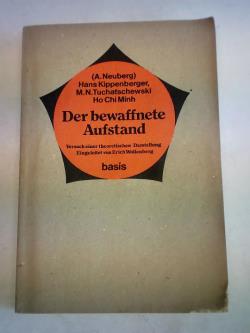 (A. Neuberg)
Hans Kippenberger,
M.N.Tuchatschewski
Ho Chi Minh
Der bewaffnete
Aufstand
Versuch einer theoretischen Darstellung
Eingeleitet von Erich Wollenberg
basis